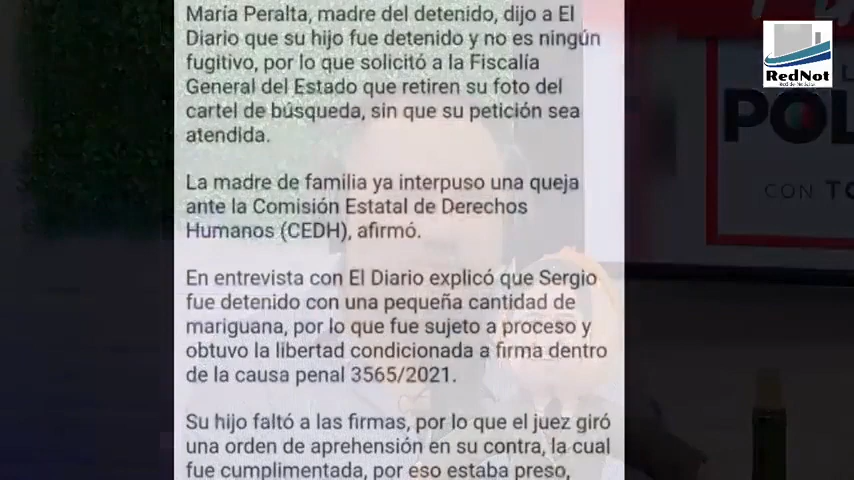 María Peralta, madre del detenido, dijo a El
Diario que su hijo fue detenido y no es ningún
fugitivo, por lo que solicitó a la Fiscalía
General del Estado que retiren su foto del
cartel de búsqueda, sin que su petición sea
atendida.
La madre de familia ya interpuso una queja
ante la Comisión Estatal de Derechos
Humanos (CEDH), afirmó.
En entrevista con El Diario explicó que Sergio
fue detenido con una pequeña cantidad de
mariguana, por lo que fue sujeto a proceso y
obtuvo la libertad condicionada a firma dentro
de la causa penal 3565/2021.
Su hijo faltó a las firmas, por lo que el juez giró
una orden de aprehensión en su contra, la cual
fue cumplimentada, por eso estaba preso,
RedNot
Red de Noticias
POL
CON TO